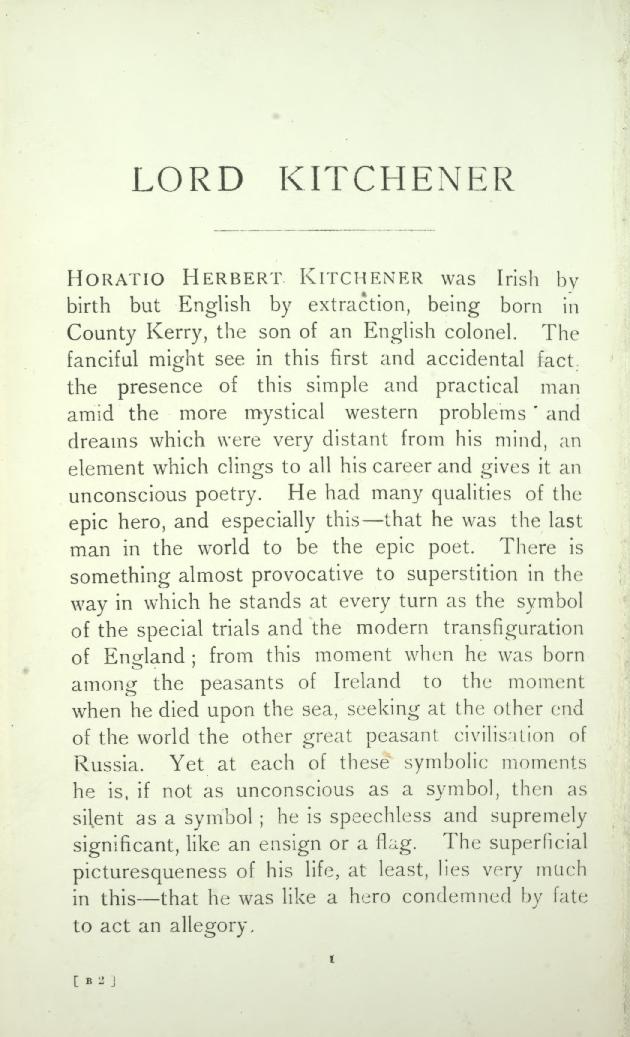 LORD KITCHENER
HORATIO HERBERT KITCHENER was Irish by
birth but English by extraction, being born in
County Kerry, the son of an English colonel. The
fanciful might see in this first and accidental fact
the presence of this simple and practical man
amid the more mystical western problems and
dreams which were very distant from his mind, an
element which clings to all his career and gives it an
unconscious poetry. He had many qualities of the
epic hero, and especially this—that he was the last
man in the world to be the epic poet. There is
something almost provocative to superstition in the
way in which he stands at every turn as the symbol
of the special trials and the modern transfiguration
of England ; from this moment when he was born
among the peasants of Ireland to the moment
when he died upon the sea, seeking at the other end
of the world the other great peasant civilisation of
Russia. Yet at each of these symbolic moments
he is, if not as unconscious as a symbol, then as
silent as a symbol ; he is speechless and supremely
significant, like an ensign or a flag. The superficial
picturesqueness of his life, at least, lies very much
in this—that he was like a hero condemned by fate
to act an allegory.
1
[ B 2 ]